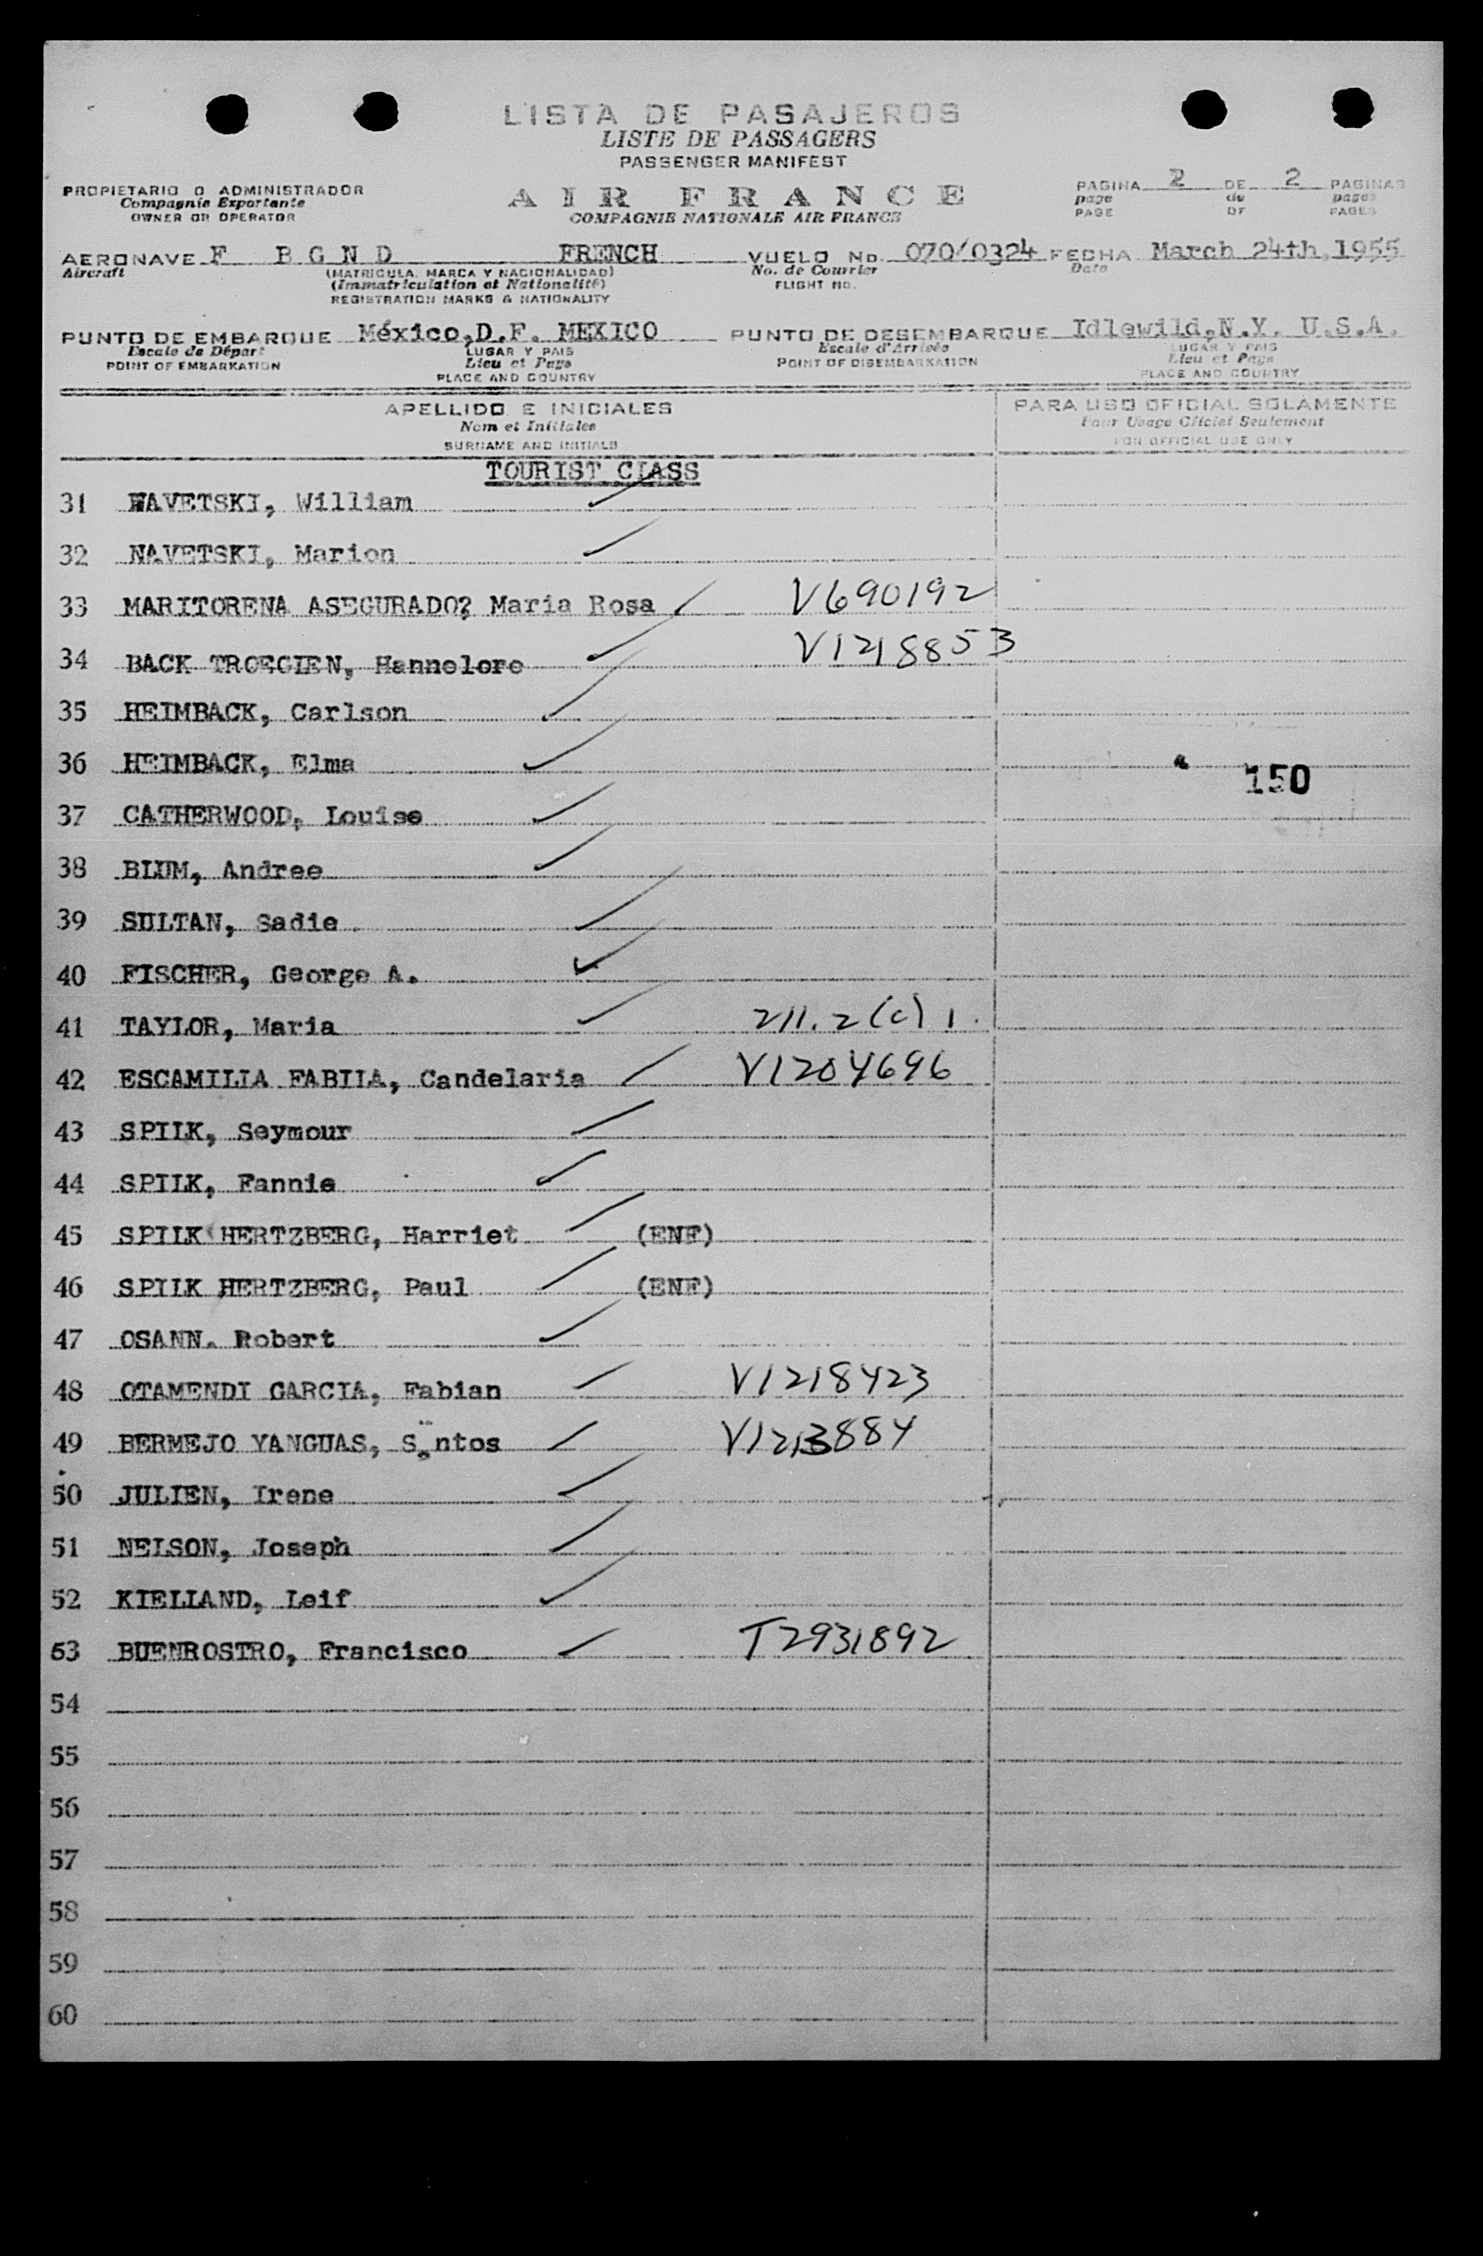 LISTA DE PASAJEROS
LISTE DE PASSAGERS
PASSENGER MANIFEST
PROPIETARIO O ADMINISTRADOR
Compagnie Exportante
OWNER OR OPERATOR
AIR FRANCE
COMPAGNIE NATIONALE AIR FRANCE
PAGINA 2 DE 2 PAGINAS
page de pages
PAGE OF PAGES
AERONAVE F BGND FRENCH VUELO No. 070/0324 FECHA March 24th,1955
Aircraft (MATRICULA, MARCA Y NACIONALIDAD) No. de Courrier Date
(Immatriculation et Nationalité) FLIGHT NO.
REGISTRATION MARKS & NATIONALITY
PUNTO DE EMBARQUE México,D.F. MEXICO PUNTO DE DESEMBARQUE Idlewild,N.Y. U.S.A.
Escale de Départ LUGAR Y PAIS Escale d'Arrivée LUGAR Y PAIS
POINT OF EMBARKATION Lieu et Pays POINT OF DISEMBARKATION Lieu et Pays
PLACE AND COUNTRY PLACE AND COUNTRY
APELLIDO E INICIALES PARA USO OFICIAL SOLAMENTE
Nom et Initiales Pour Usage Officiel Seulement
SURNAME AND INITIALS FOR OFFICIAL USE ONLY
TOURIST CLASS
31 NAVETSKI, William
32 NAVETSKI, Marion
33 MARITORENA ASEGURADO? Maria Rosa V690192
34 BACK TROEGIEN, Hannelore V1218853
35 HEIMBACK, Carlson
36 HEIMBACK, Elma
150
37 CATHERWOOD, Louise
38 BLUM, Andree
39 SULTAN, Sadie
40 FISCHER, George A.
41 TAYLOR, Maria 211.2(c)1.
42 ESCAMILIA FABILA, Candelaria V1204696
43 SPILK, Seymour
44 SPILK, Fannie
45 SPILK HERTZBERG, Harriet (ENF)
46 SPILK HERTZBERG, Paul (ENF)
47 OSANN. Robert
48 OTAMENDI GARCIA, Fabian V1218423
49 BERMEJO YANGUAS, Santos V1213884
50 JULIEN, Irene
51 NELSON, Joseph
52 KIELLAND, Leif
53 BUENROSTRO, Francisco T2931892
54
55
56
57
58
59
60